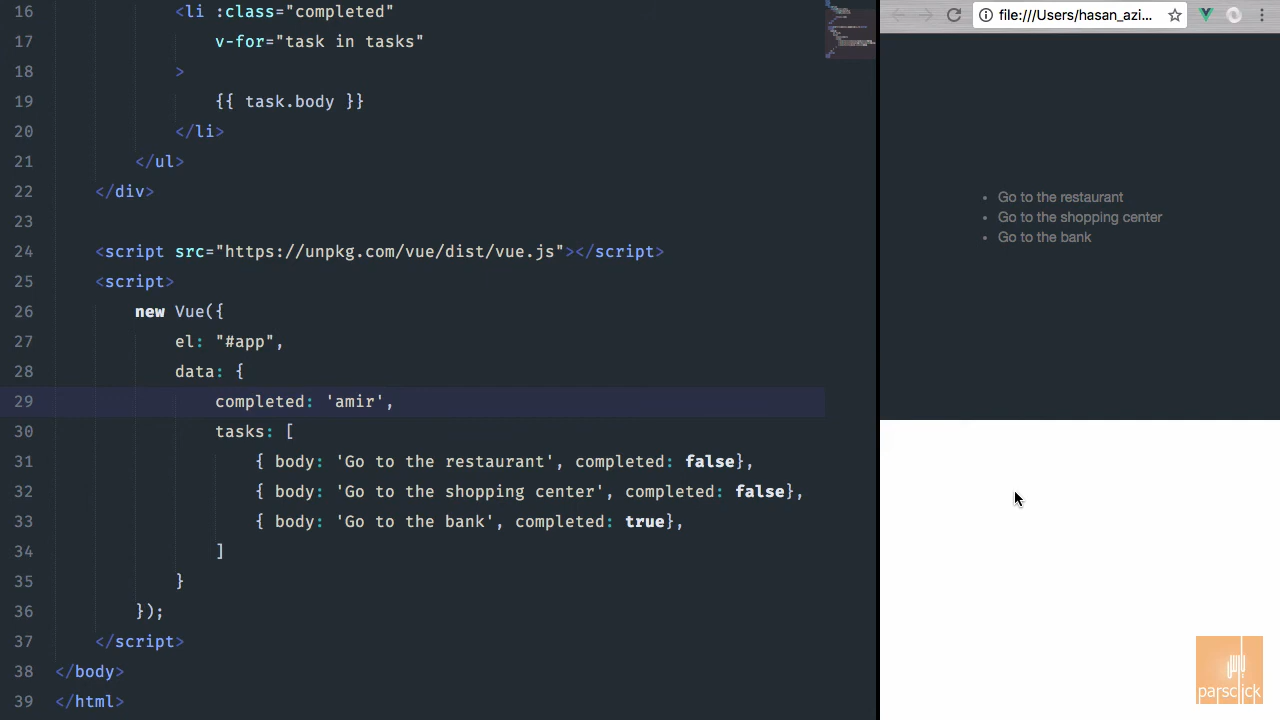 16 <li :class="completed"
17 v-for="task in tasks"
18 >
19 {{ task.body }}
20 </li>
21 </ul>
22 </div>
23
24 <script src="https://unpkg.com/vue/dist/vue.js"></script>
25 <script>
26 new Vue({
27 el: "#app",
28 data: {
29 completed: 'amir',
30 tasks: [
31 { body: 'Go to the restaurant', completed: false},
32 { body: 'Go to the shopping center', completed: false},
33 { body: 'Go to the bank', completed: true},
34 ]
35 }
36 });
37 </script>
38 </body>
39 </html>
file:///Users/hasan_azi...
• Go to the restaurant
• Go to the shopping center
• Go to the bank
parsclick